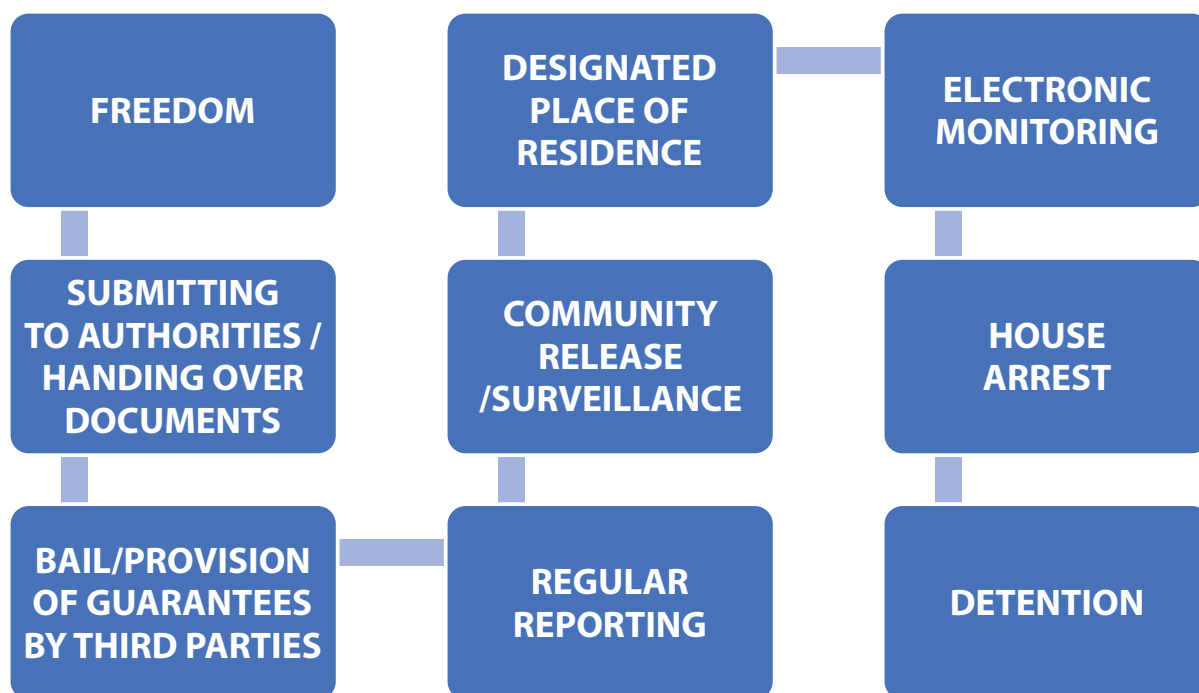 FREEDOM
SUBMITTING
TO AUTHORITIES /
HANDING OVER
DOCUMENTS
BAIL/PROVISION
OF GUARANTEES
BY THIRD PARTIES
REGULAR
REPORTING
COMMUNITY
RELEASE
/SURVEILLANCE
DESIGNATED
PLACE OF
RESIDENCE
ELECTRONIC
MONITORING
HOUSE
ARREST
DETENTION